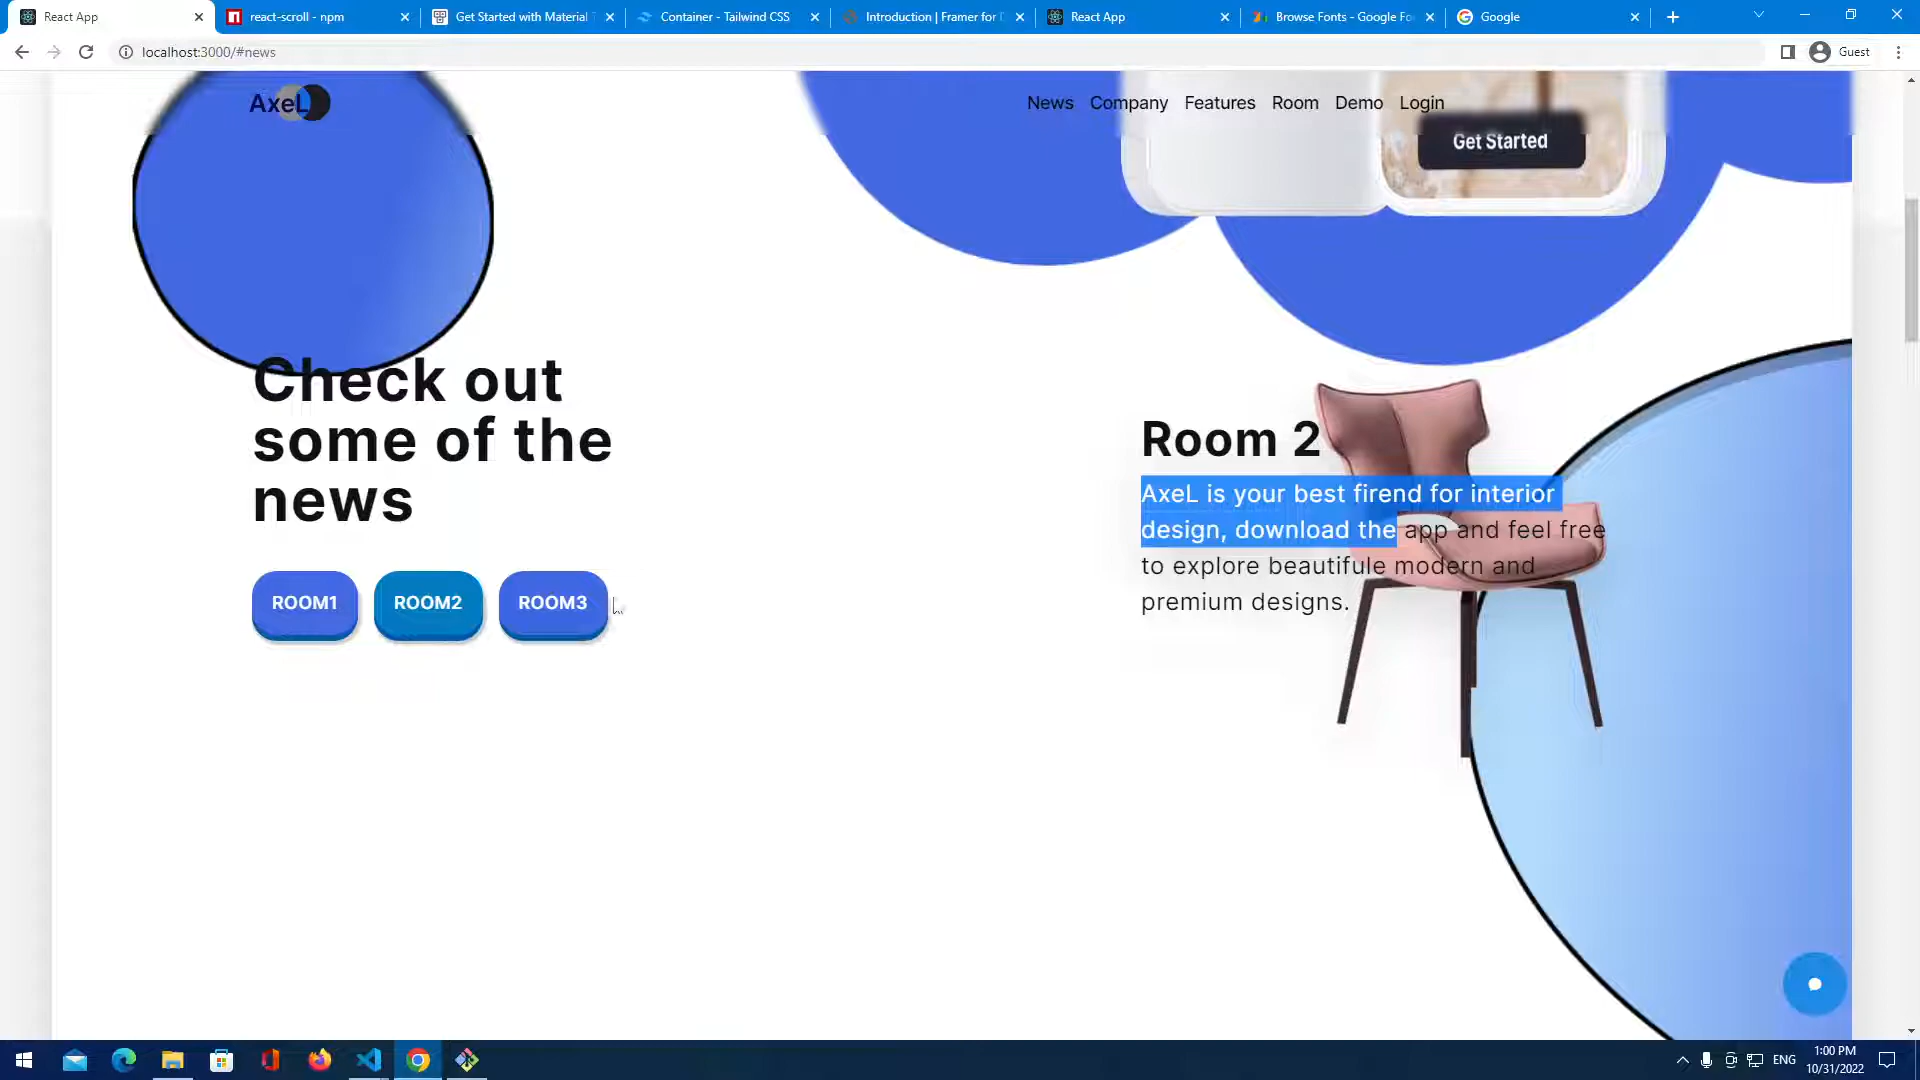 React App
react-scroll - npm
Get Started with Material T
Container - Tailwind CSS
Introduction | Framer for D
React App
Browse Fonts - Google Fo
Google
localhost:3000/#news
Guest
AxeL
News Company Features Room Demo Login
Get Started
Check out
some of the
news
ROOM1 ROOM2 ROOM3
Room 2
AxeL is your best firend for interior
design, download the app and feel free
to explore beautifule modern and
premium designs.
ENG
1:00 PM
10/31/2022